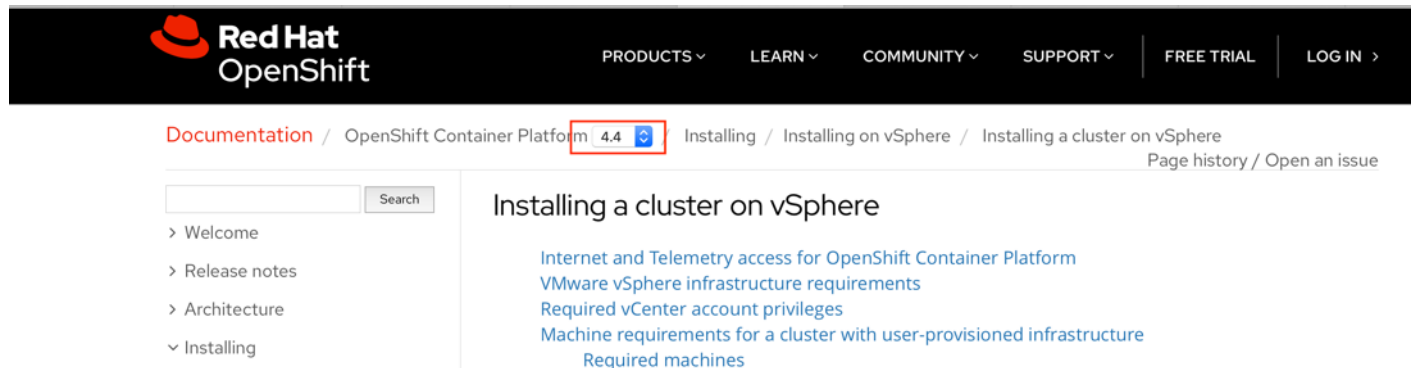 Red Hat
OpenShift
PRODUCTS LEARN COMMUNITY SUPPORT FREE TRIAL LOG IN >
Documentation / OpenShift Container Platform 4.4 / Installing / Installing on vSphere / Installing a cluster on vSphere
Page history / Open an issue
Search
> Welcome
> Release notes
> Architecture
Installing
Installing a cluster on vSphere
Internet and Telemetry access for OpenShift Container Platform
VMware vSphere infrastructure requirements
Required vCenter account privileges
Machine requirements for a cluster with user-provisioned infrastructure
Required machines